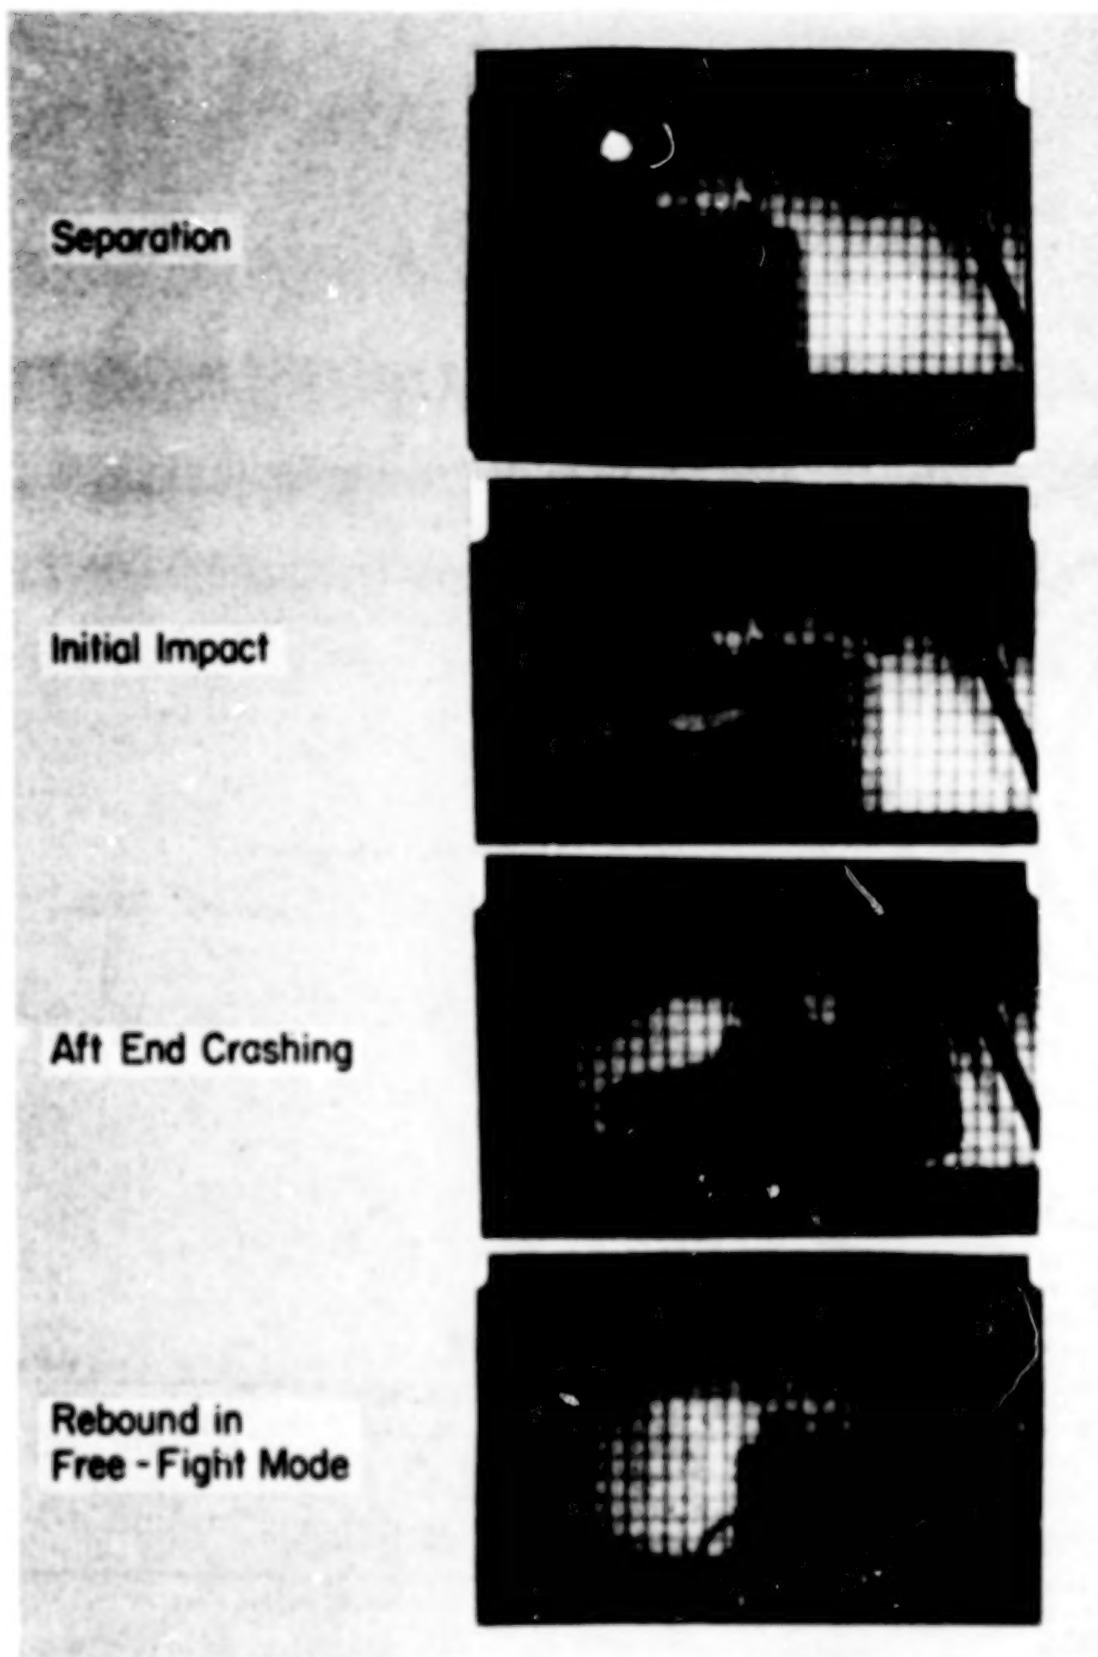 Separation
Initial Impact
Aft End Crashing
Rebound in
Free-Fight Mode